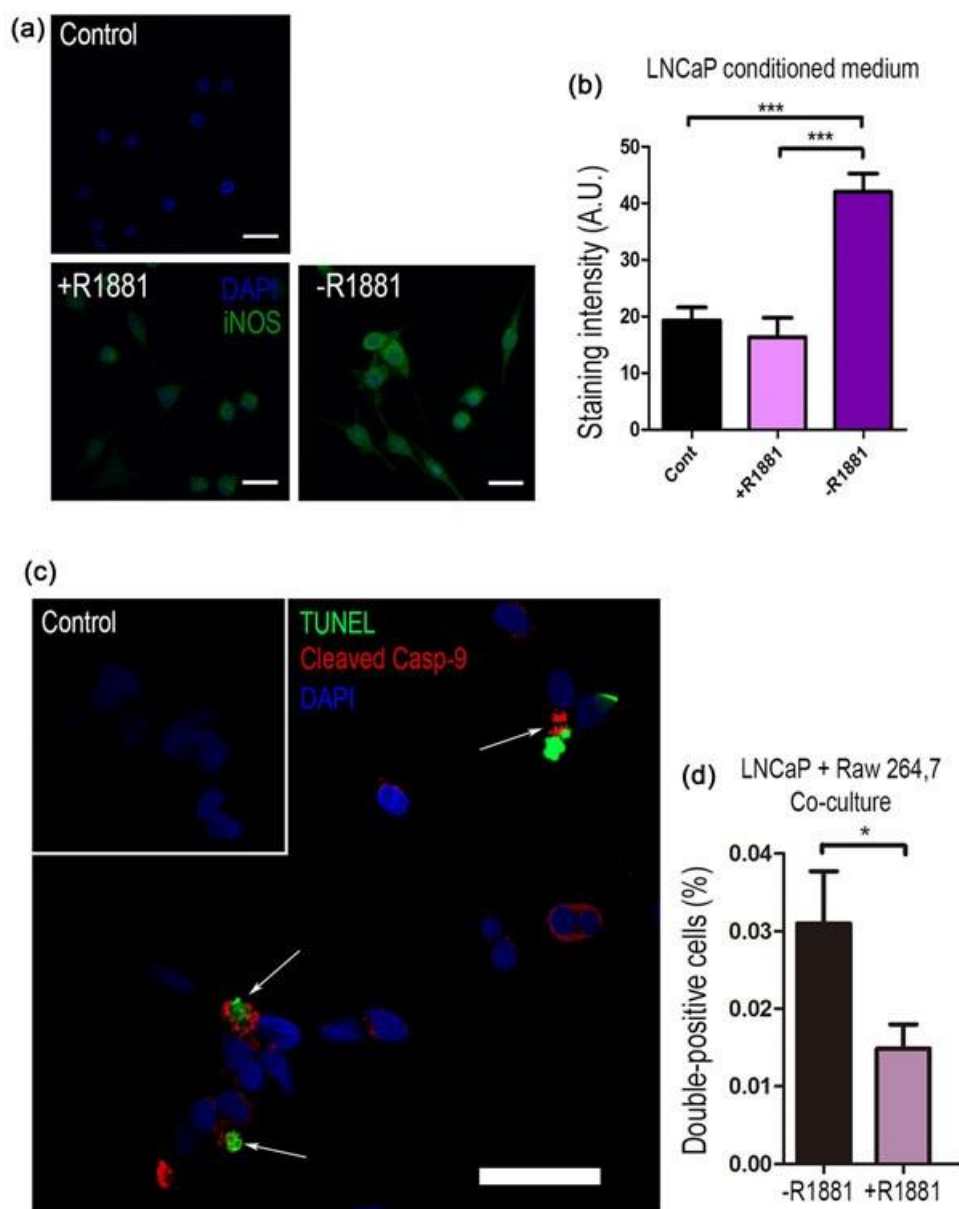 (a)
Control
+R1881
DAPI
iNOS
-R1881
(b)
LNCaP conditioned medium
***
***
Staining intensity (A.U.)
50
40
30
20
10
0
Cont
+R1881
-R1881
(c)
Control
TUNEL
Cleaved Casp-9
DAPI
(d)
LNCaP + Raw 264,7
Co-culture
*
Double-positive cells (%)
0.04
0.03
0.02
0.01
0.00
-R1881
+R1881